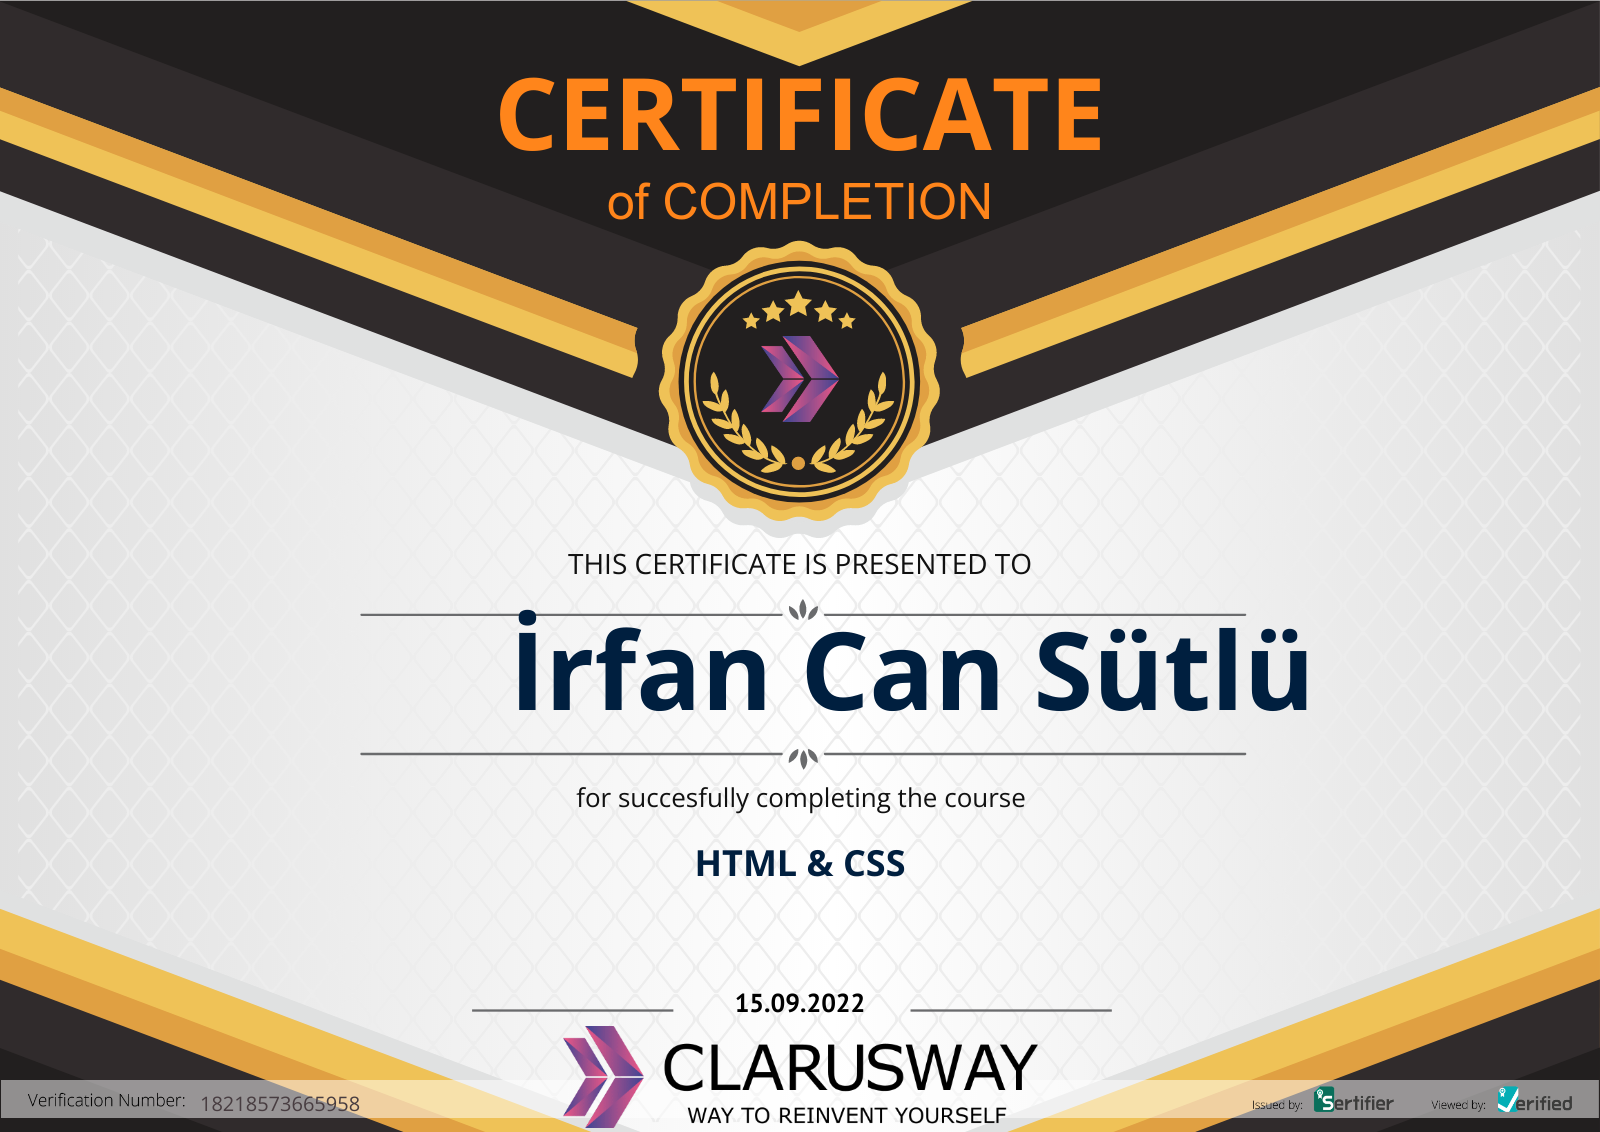 CERTIFICATE
of COMPLETION
THIS CERTIFICATE IS PRESENTED TO
İrfan Can Sütlü
for succesfully completing the course
HTML & CSS
15.09.2022
CLARUSWAY
WAY TO REINVENT YOURSELF
Verification Number: 18218573665958
Issued by: Sertifier
Viewed by: Verified